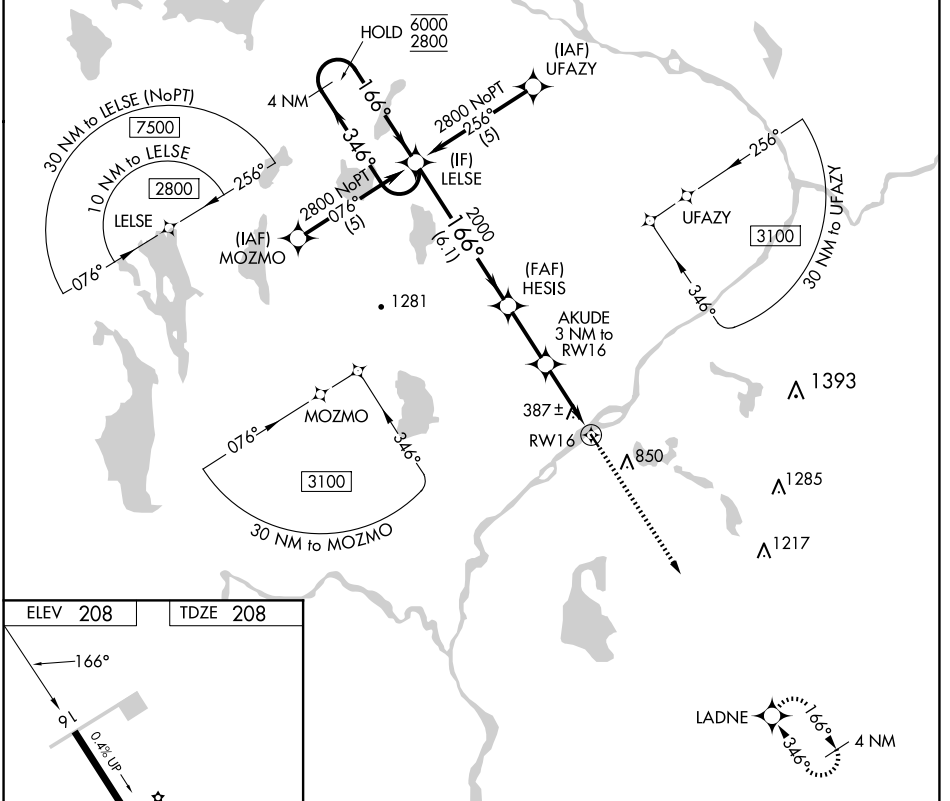 HOLD 6000
2800
(IAF)
UFAZY
4 NM
166°
346°
2800 NoPT
256°
(5)
30 NM to LELSE (NoPT)
7500
10 NM to LELSE
2800
256°
LELSE
076°
(IF)
LELSE
2800 NoPT
076°
(5)
(IAF)
MOZMO
2000
166°
(6.1)
256°
UFAZY
3100
346°
30 NM to UFAZY
(FAF)
HESIS
1281
AKUDE
3 NM to
RW16
387±
RW16
1393
850
1285
1217
MOZMO
076°
346°
3100
30 NM to MOZMO
ELEV 208
TDZE 208
166°
16
0.4% UP
LADNE
166°
346°
4 NM